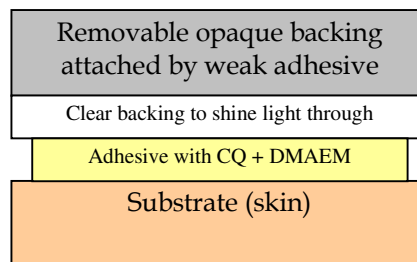 Removable opaque backing
attached by weak adhesive
Clear backing to shine light through
Adhesive with CQ + DMAEM
Substrate (skin)